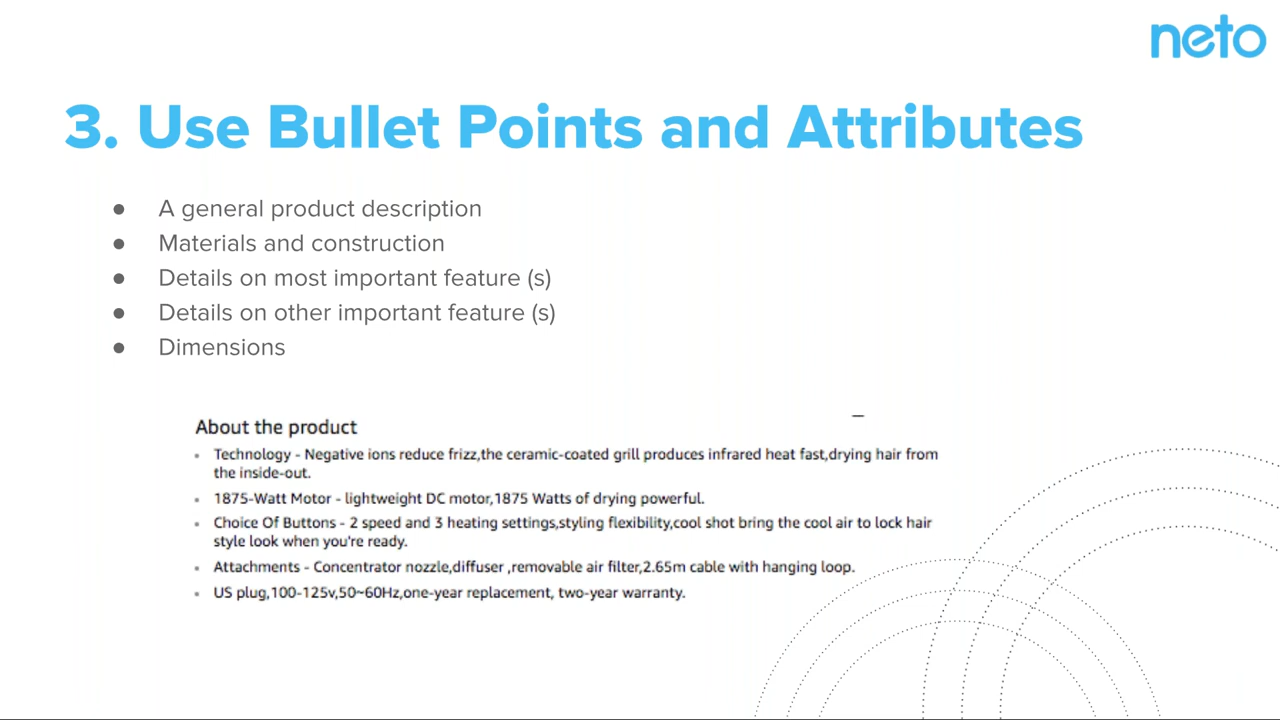 neto
3. Use Bullet Points and Attributes
● A general product description
● Materials and construction
● Details on most important feature (s)
● Details on other important feature (s)
● Dimensions
About the product
Technology - Negative ions reduce frizz,the ceramic-coated grill produces infrared heat fast,drying hair from
the inside-out.
1875-Watt Motor - lightweight DC motor,1875 Watts of drying powerful.
Choice Of Buttons - 2 speed and 3 heating settings,styling flexibility,cool shot bring the cool air to lock hair
style look when you're ready.
Attachments - Concentrator nozzle,diffuser ,removable air filter,2.65m cable with hanging loop.
US plug,100-125v,50~60Hz,one-year replacement, two-year warranty.